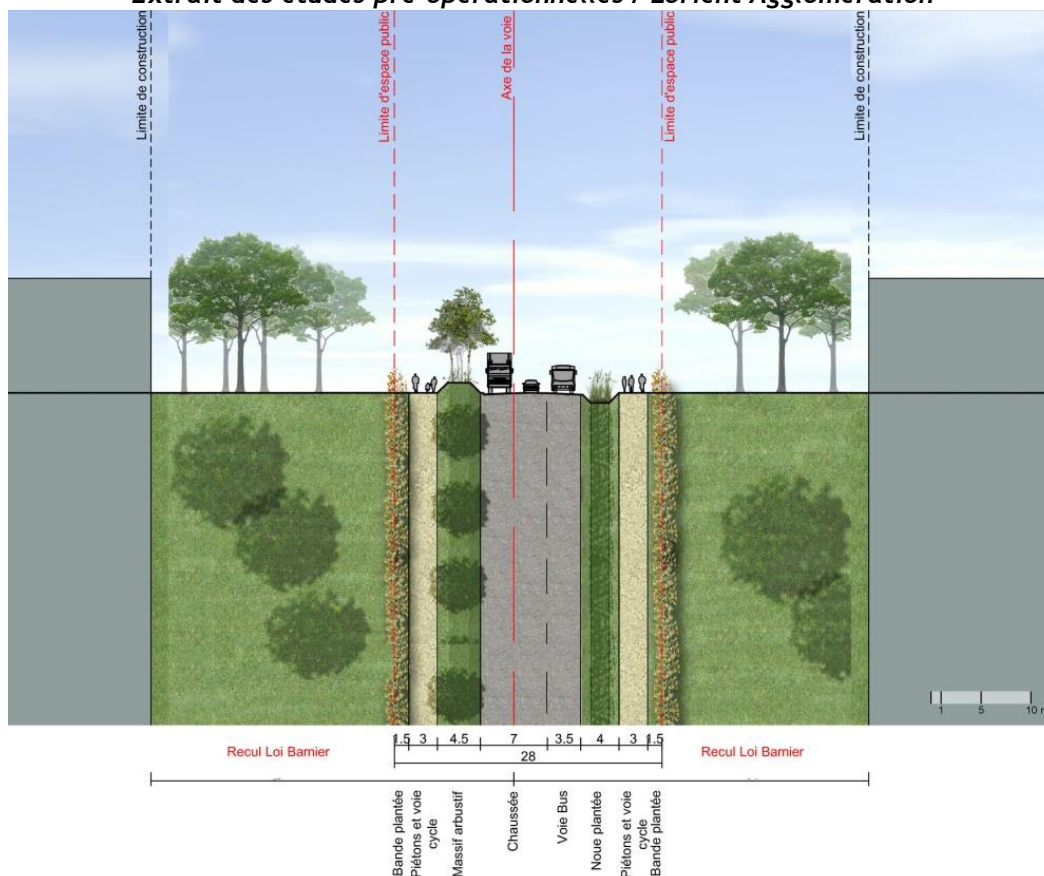 Extrait des études pré-opérationnelles / Lorient Agglomération
Limite de construction
Limite d'espace public
Axe de la voie
Limite d'espace public
Limite de construction
1 5 10 m
1.5 3 4.5 7 3.5 4 3 1.5
28
Recul Loi Barnier
Recul Loi Barnier
Bande plantée
Piétons et voie
cycle
Massif arbustif
Chaussée
Voie Bus
Noue plantée
Piétons et voie
cycle
Bande plantée